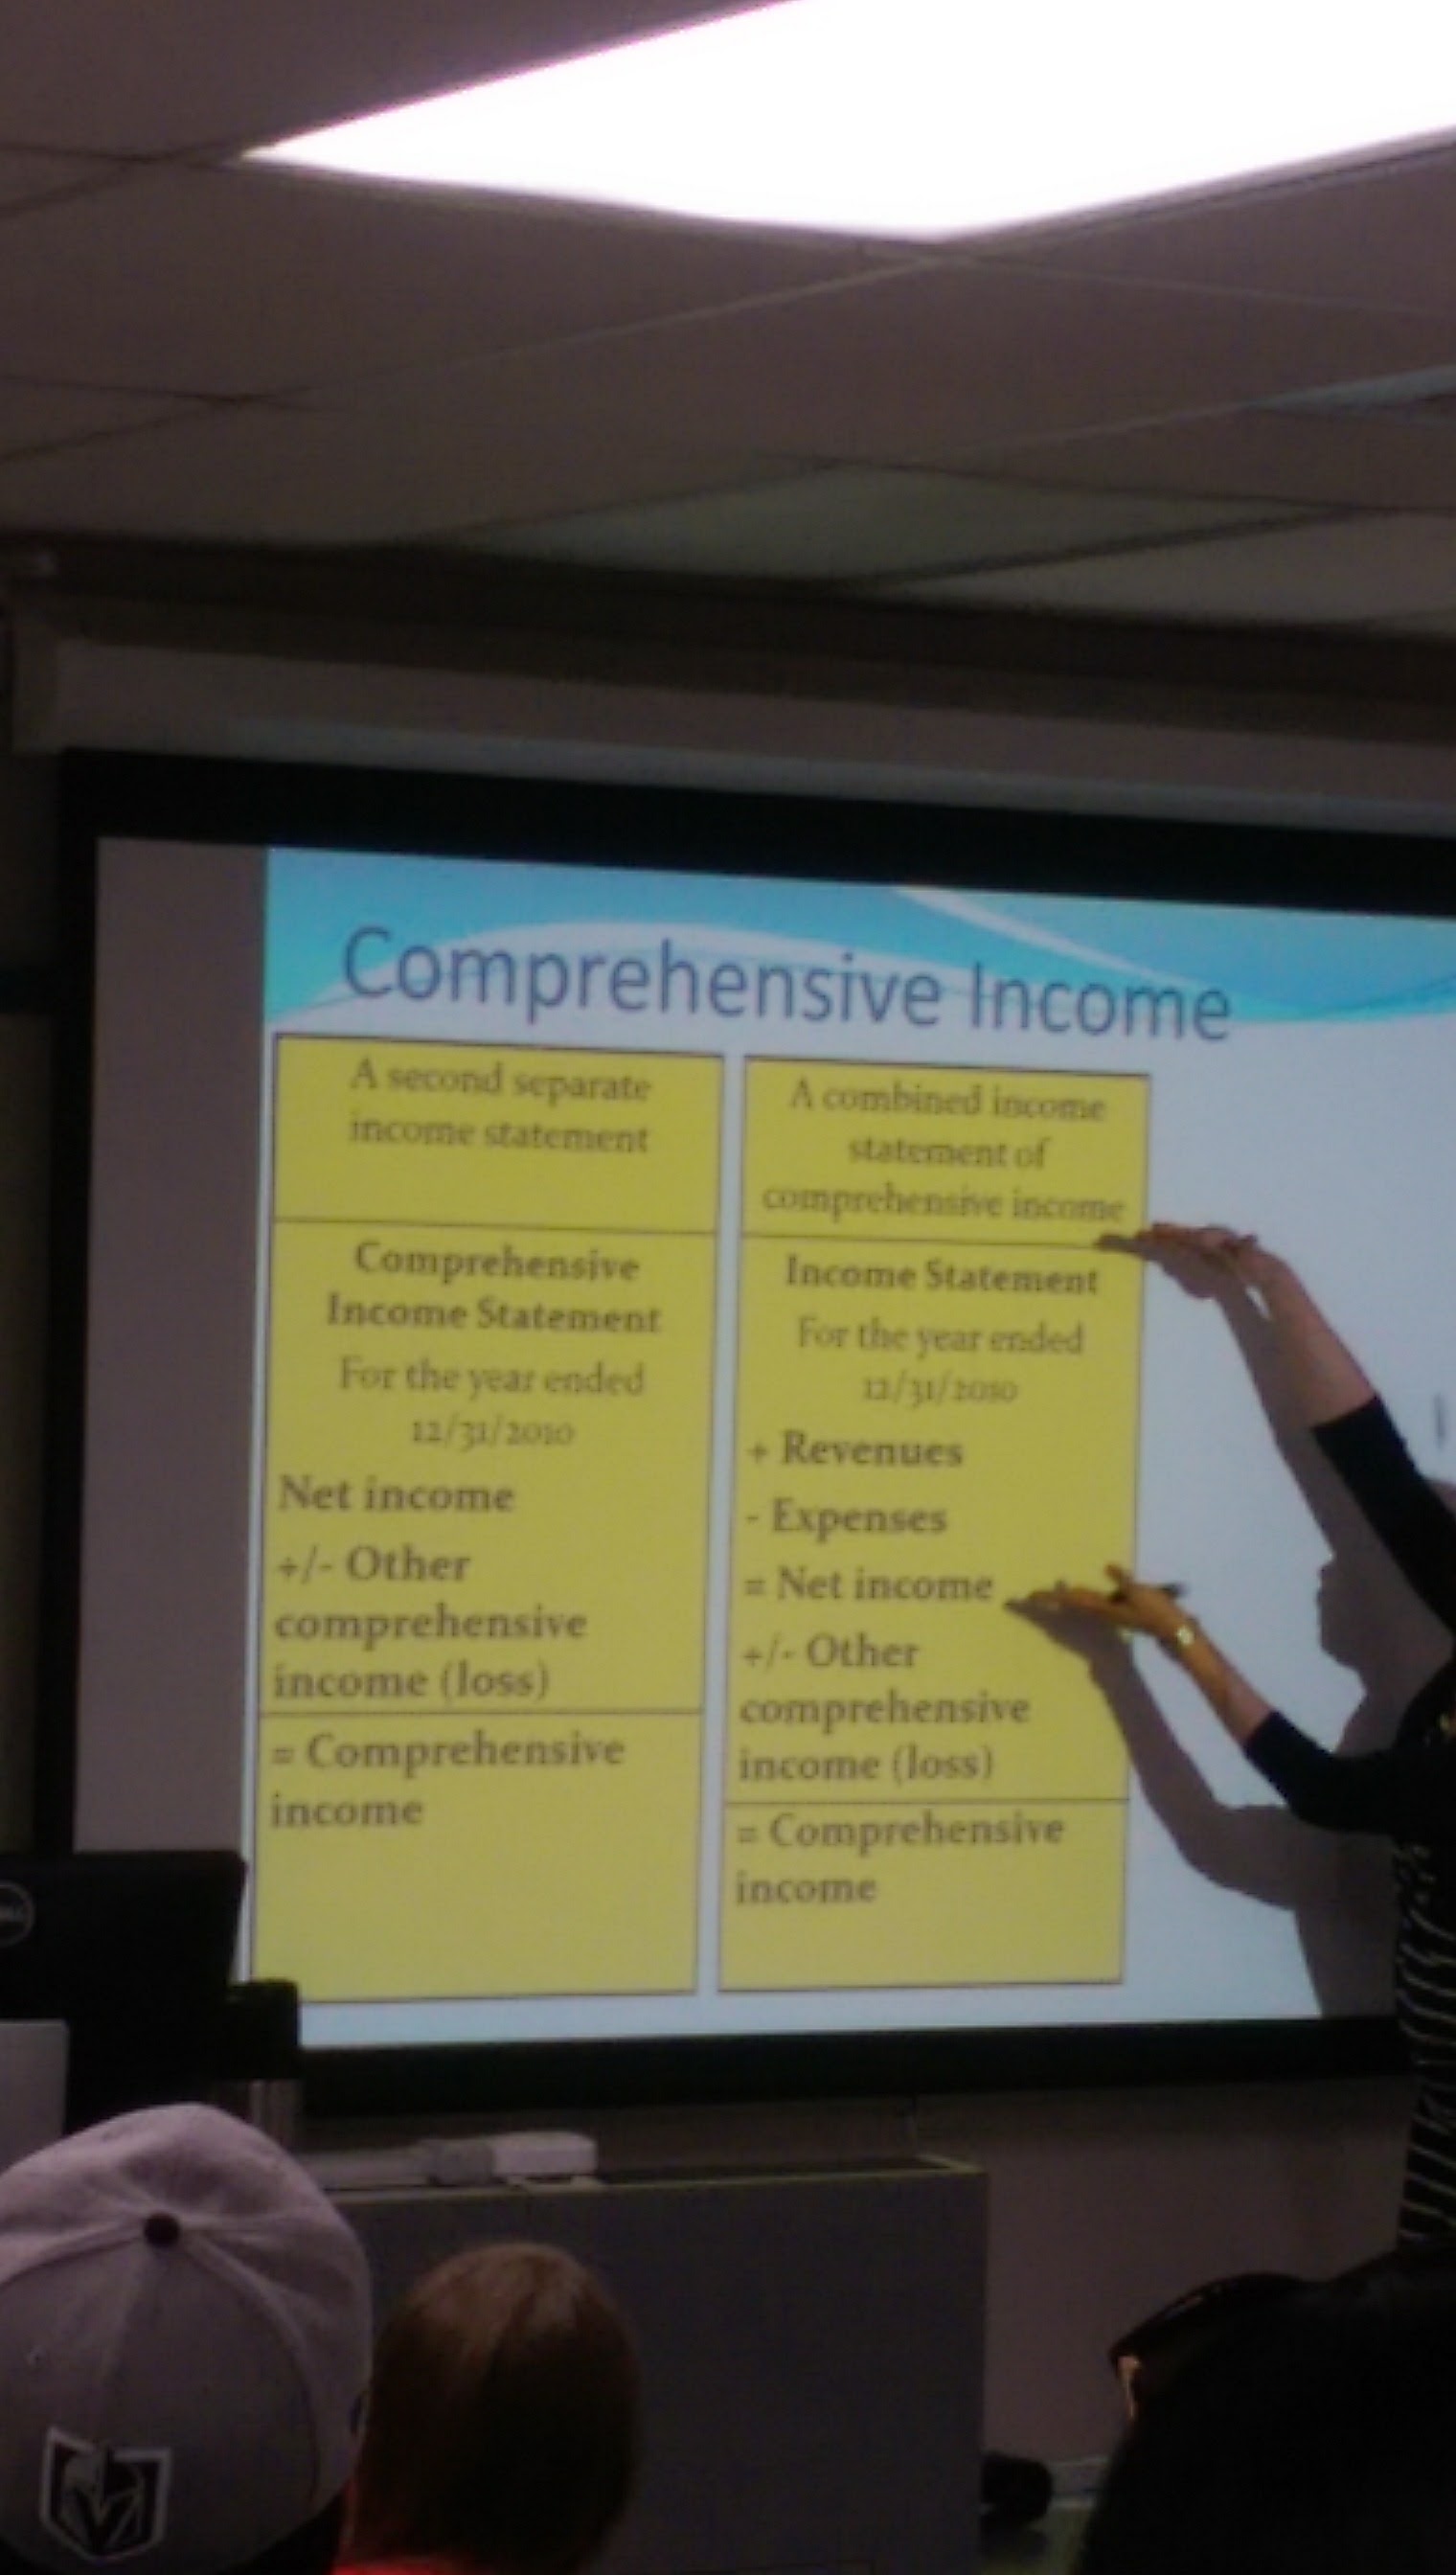 Comprehensive Income
A second separate
income statement
Comprehensive
Income Statement
For the year ended
12/31/2010
Net income
+/- Other
comprehensive
income (loss)
= Comprehensive
income
A combined income
statement of
comprehensive income
Income Statement
For the year ended
12/31/2010
+ Revenues
- Expenses
= Net income
+/- Other
comprehensive
income (loss)
= Comprehensive
income